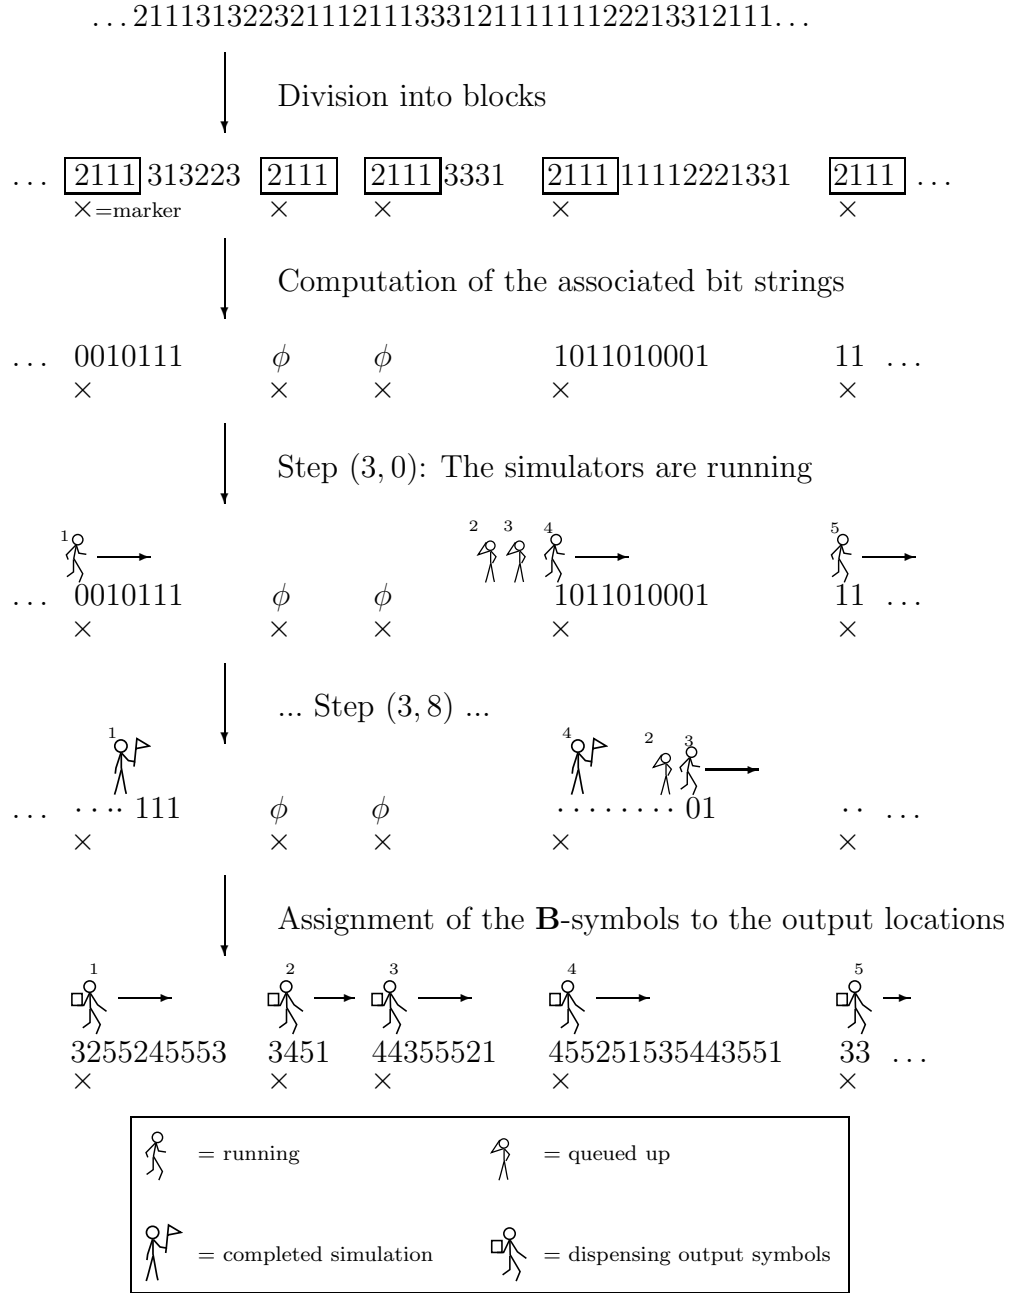 ...2111313223211121113331211111111222133​12111...
Division into blocks
... 2111 313223 2111 2111 3331 2111 11112221331 2111 ...
×=marker × × × ×
Computation of the associated bit strings
... 0010111 ϕ ϕ 1011010001 11 ...
× × × × ×
Step (3, 0): The simulators are running
1 2 3 4 5
... 0010111 ϕ ϕ 1011010001 11 ...
× × × × ×
... Step (3, 8) ...
1 4 2 3
... ···· 111 ϕ ϕ ········ 01 ·· ...
× × × × ×
Assignment of the B-symbols to the output locations
1 2 3 4 5
3255245553 3451 44355521 455251535443551 33 ...
× × × × ×
= running = queued up
= completed simulation = dispensing output symbols